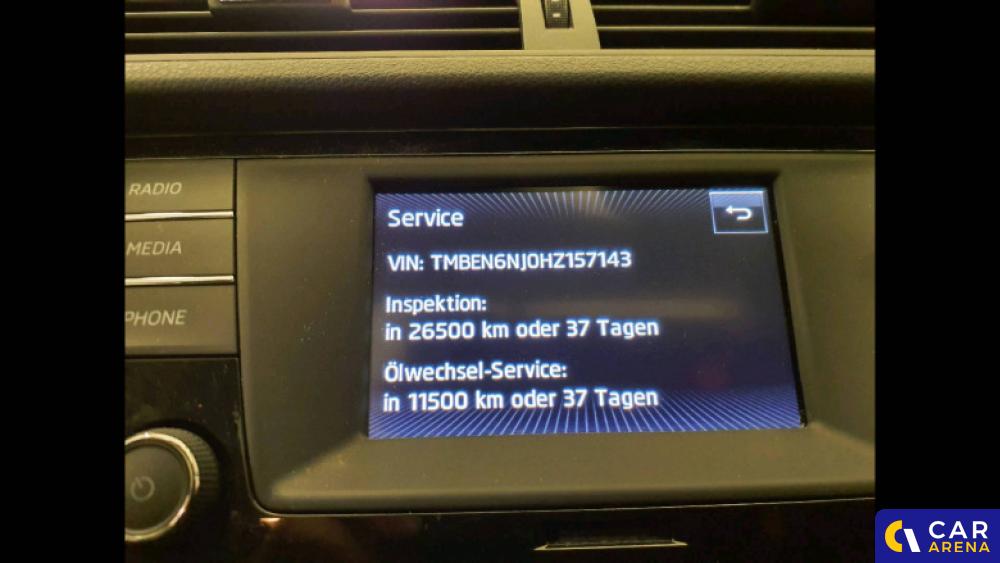 RADIO
MEDIA
PHONE
Service
VIN: TMBEN6NJ0HZ157143
Inspektion:
in 26500 km oder 37 Tagen
Ölwechsel-Service:
in 11500 km oder 37 Tagen
CAR
ARENA